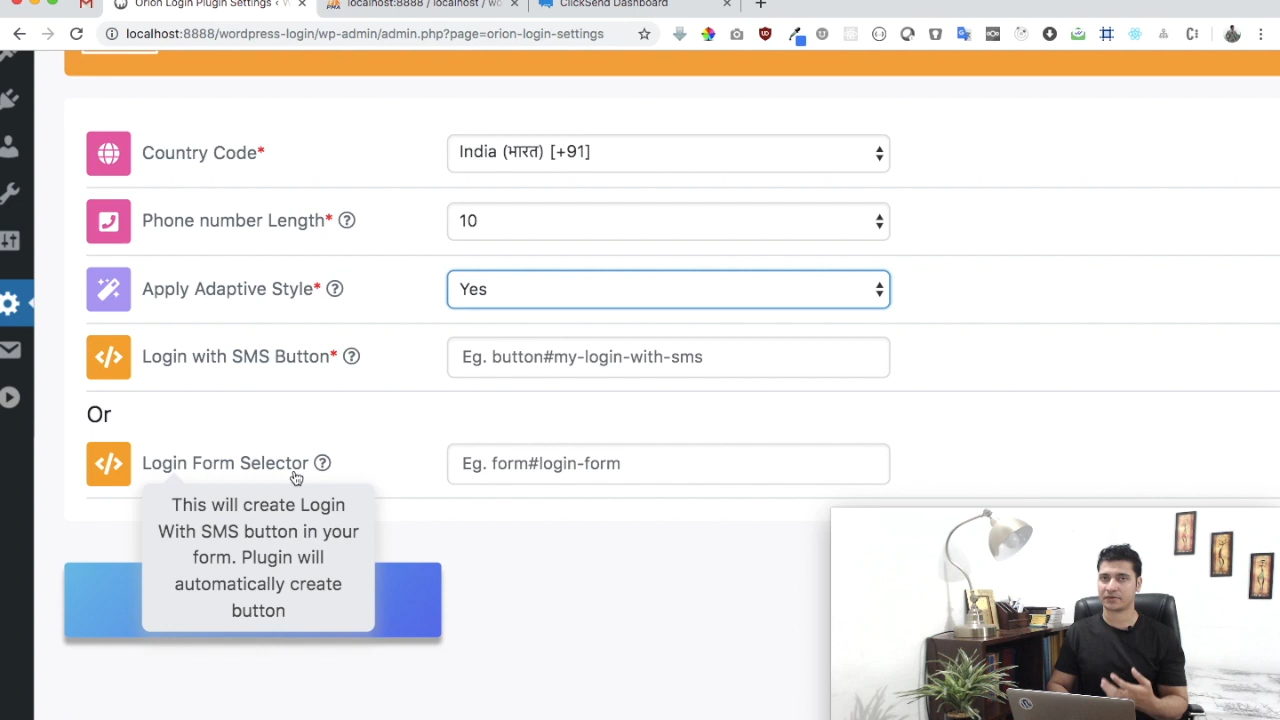 Orion Login Plugin Settings ‹
localhost:8888 / localhost / wo
ClickSend Dashboard
localhost:8888/wordpress-login/wp-admin/admin.php?page=orion-login-settings
Country Code*
India (भारत) [+91]
Phone number Length* ?
10
Apply Adaptive Style* ?
Yes
Login with SMS Button* ?
Eg. button#my-login-with-sms
Or
Login Form Selector ?
Eg. form#login-form
This will create Login
With SMS button in your
form. Plugin will
automatically create
button